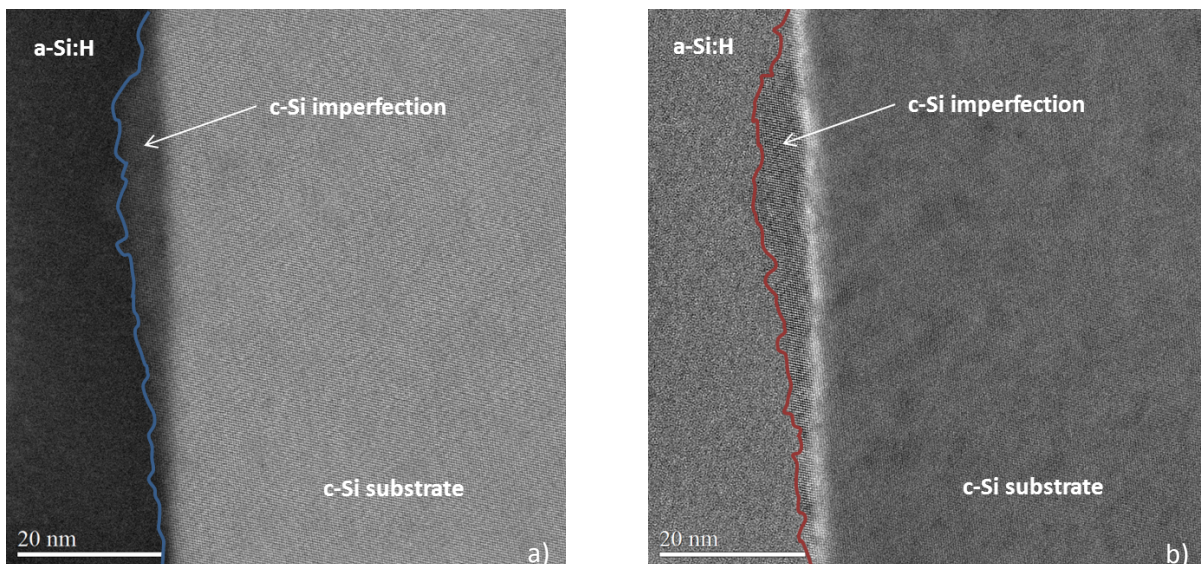 a-Si:H
c-Si imperfection
c-Si substrate
20 nm
a)
a-Si:H
c-Si imperfection
c-Si substrate
20 nm
b)